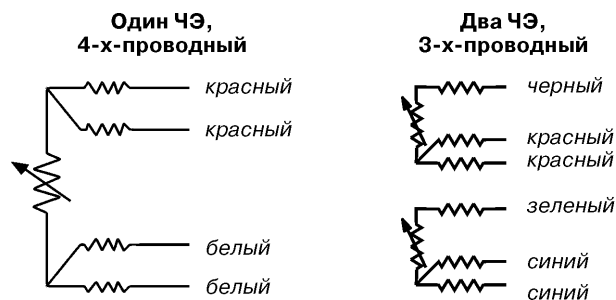 Один ЧЭ,
4-х-проводный
красный
красный
белый
белый
Два ЧЭ,
3-х-проводный
черный
красный
красный
зеленый
синий
синий